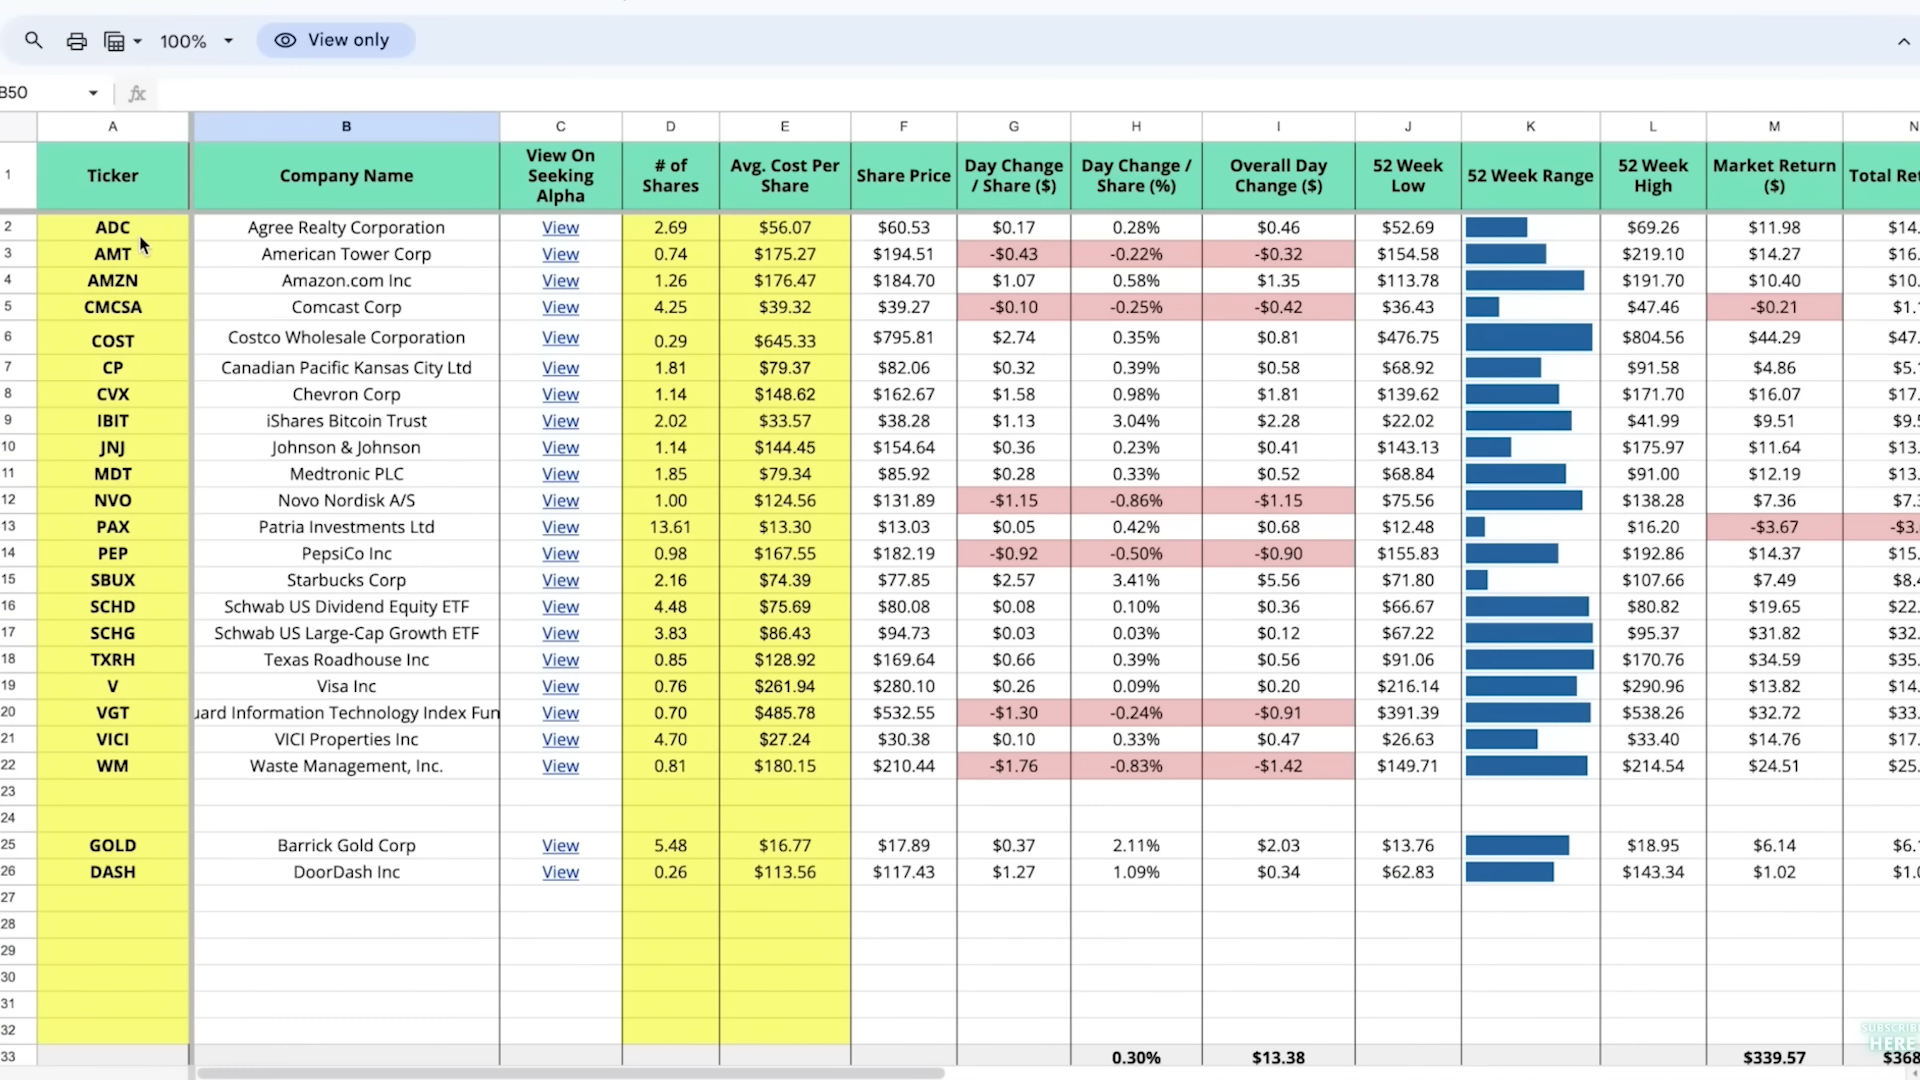 100% View only
B50 fx
A B C D E F G H I J K L M N
1 Ticker Company Name View On Seeking Alpha # of Shares Avg. Cost Per Share Share Price Day Change / Share ($) Day Change / Share (%) Overall Day Change ($) 52 Week Low 52 Week Range 52 Week High Market Return ($) Total Ret
2 ADC Agree Realty Corporation View 2.69 $56.07 $60.53 $0.17 0.28% $0.46 $52.69 $69.26 $11.98 $14.
3 AMT American Tower Corp View 0.74 $175.27 $194.51 -$0.43 -0.22% -$0.32 $154.58 $219.10 $14.27 $16.
4 AMZN Amazon.com Inc View 1.26 $176.47 $184.70 $1.07 0.58% $1.35 $113.78 $191.70 $10.40 $10.
5 CMCSA Comcast Corp View 4.25 $39.32 $39.27 -$0.10 -0.25% -$0.42 $36.43 $47.46 -$0.21 $1.
6 COST Costco Wholesale Corporation View 0.29 $645.33 $795.81 $2.74 0.35% $0.81 $476.75 $804.56 $44.29 $47.
7 CP Canadian Pacific Kansas City Ltd View 1.81 $79.37 $82.06 $0.32 0.39% $0.58 $68.92 $91.58 $4.86 $5.
8 CVX Chevron Corp View 1.14 $148.62 $162.67 $1.58 0.98% $1.81 $139.62 $171.70 $16.07 $17.
9 IBIT iShares Bitcoin Trust View 2.02 $33.57 $38.28 $1.13 3.04% $2.28 $22.02 $41.99 $9.51 $9.5
10 JNJ Johnson & Johnson View 1.14 $144.45 $154.64 $0.36 0.23% $0.41 $143.13 $175.97 $11.64 $13.
11 MDT Medtronic PLC View 1.85 $79.34 $85.92 $0.28 0.33% $0.52 $68.84 $91.00 $12.19 $13.
12 NVO Novo Nordisk A/S View 1.00 $124.56 $131.89 -$1.15 -0.86% -$1.15 $75.56 $138.28 $7.36 $7.
13 PAX Patria Investments Ltd View 13.61 $13.30 $13.03 $0.05 0.42% $0.68 $12.48 $16.20 -$3.67 -$3.
14 PEP PepsiCo Inc View 0.98 $167.55 $182.19 -$0.92 -0.50% -$0.90 $155.83 $192.86 $14.37 $15.
15 SBUX Starbucks Corp View 2.16 $74.39 $77.85 $2.57 3.41% $5.56 $71.80 $107.66 $7.49 $8.
16 SCHD Schwab US Dividend Equity ETF View 4.48 $75.69 $80.08 $0.08 0.10% $0.36 $66.67 $80.82 $19.65 $22.
17 SCHG Schwab US Large-Cap Growth ETF View 3.83 $86.43 $94.73 $0.03 0.03% $0.12 $67.22 $95.37 $31.82 $32.
18 TXRH Texas Roadhouse Inc View 0.85 $128.92 $169.64 $0.66 0.39% $0.56 $91.06 $170.76 $34.59 $35.
19 V Visa Inc View 0.76 $261.94 $280.10 $0.26 0.09% $0.20 $216.14 $290.96 $13.82 $14.
20 VGT uard Information Technology Index Fun View 0.70 $485.78 $532.55 -$1.30 -0.24% -$0.91 $391.39 $538.26 $32.72 $33.
21 VICI VICI Properties Inc View 4.70 $27.24 $30.38 $0.10 0.33% $0.47 $26.63 $33.40 $14.76 $17.
22 WM Waste Management, Inc. View 0.81 $180.15 $210.44 -$1.76 -0.83% -$1.42 $149.71 $214.54 $24.51 $25.
23
24
25 GOLD Barrick Gold Corp View 5.48 $16.77 $17.89 $0.37 2.11% $2.03 $13.76 $18.95 $6.14 $6.
26 DASH DoorDash Inc View 0.26 $113.56 $117.43 $1.27 1.09% $0.34 $62.83 $143.34 $1.02 $1.0
27
28
29
30
31
32
33 0.30% $13.38 $339.57 $368
SUBSCRIBE
HERE